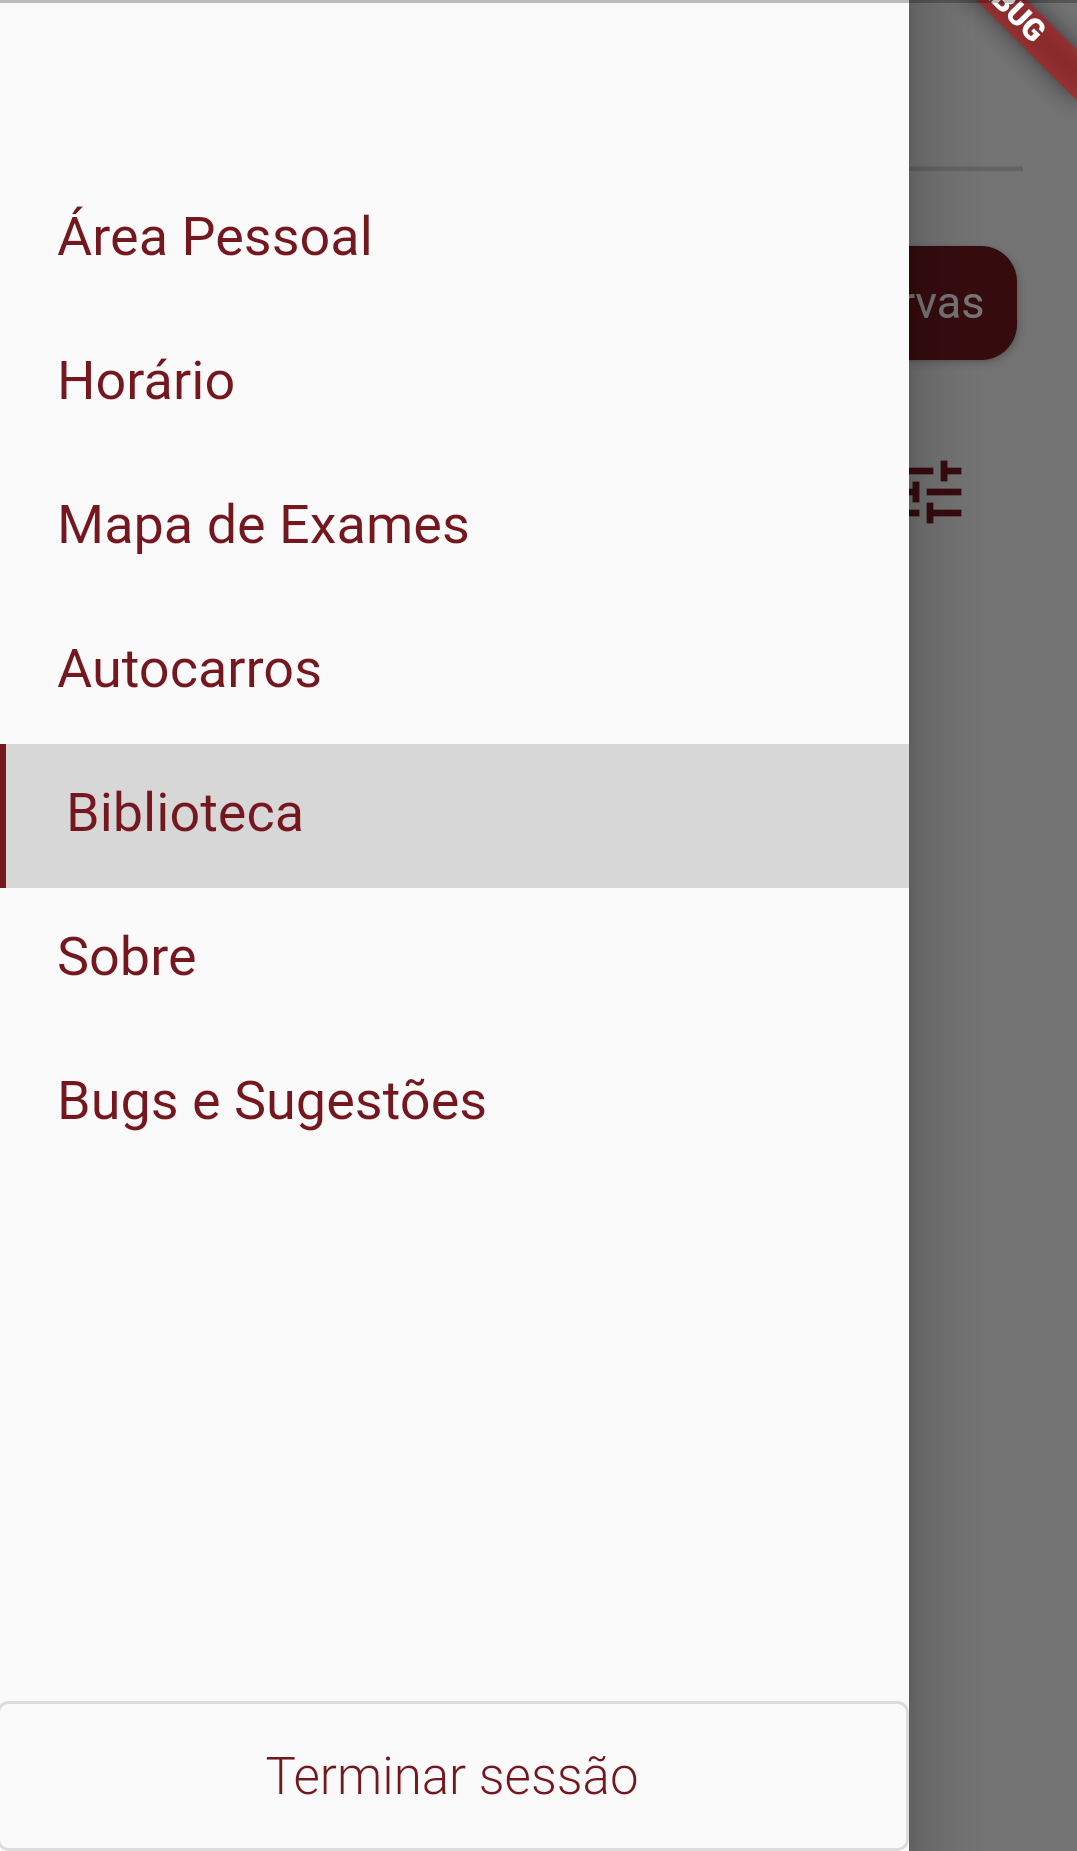 BUG
Área Pessoal
rvas
Horário
Mapa de Exames
Autocarros
Biblioteca
Sobre
Bugs e Sugestões
Terminar sessão